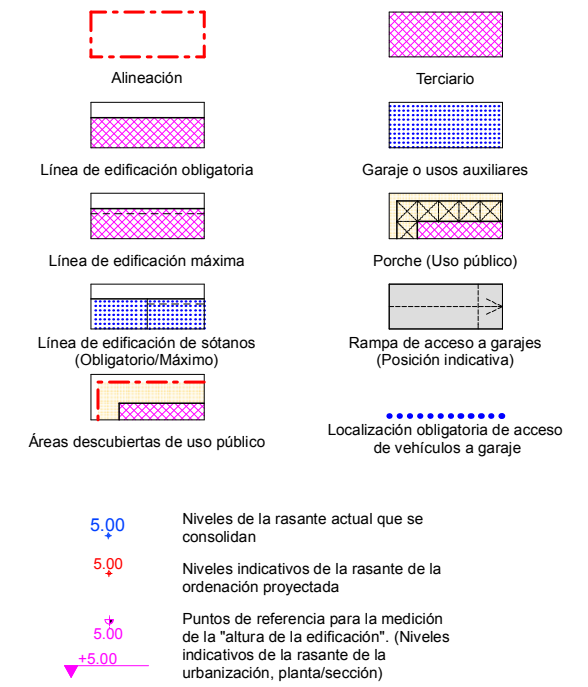 Alineación
Terciario
Línea de edificación obligatoria
Garaje o usos auxiliares
Línea de edificación máxima
Porche (Uso público)
Línea de edificación de sótanos
(Obligatorio/Máximo)
Rampa de acceso a garajes
(Posición indicativa)
Áreas descubiertas de uso público
Localización obligatoria de acceso
de vehículos a garaje
5.00
Niveles de la rasante actual que se
consolidan
5.00
Niveles indicativos de la rasante de la
ordenación proyectada
5.00
+5.00
Puntos de referencia para la medición
de la "altura de la edificación". (Niveles
indicativos de la rasante de la
urbanización, planta/sección)